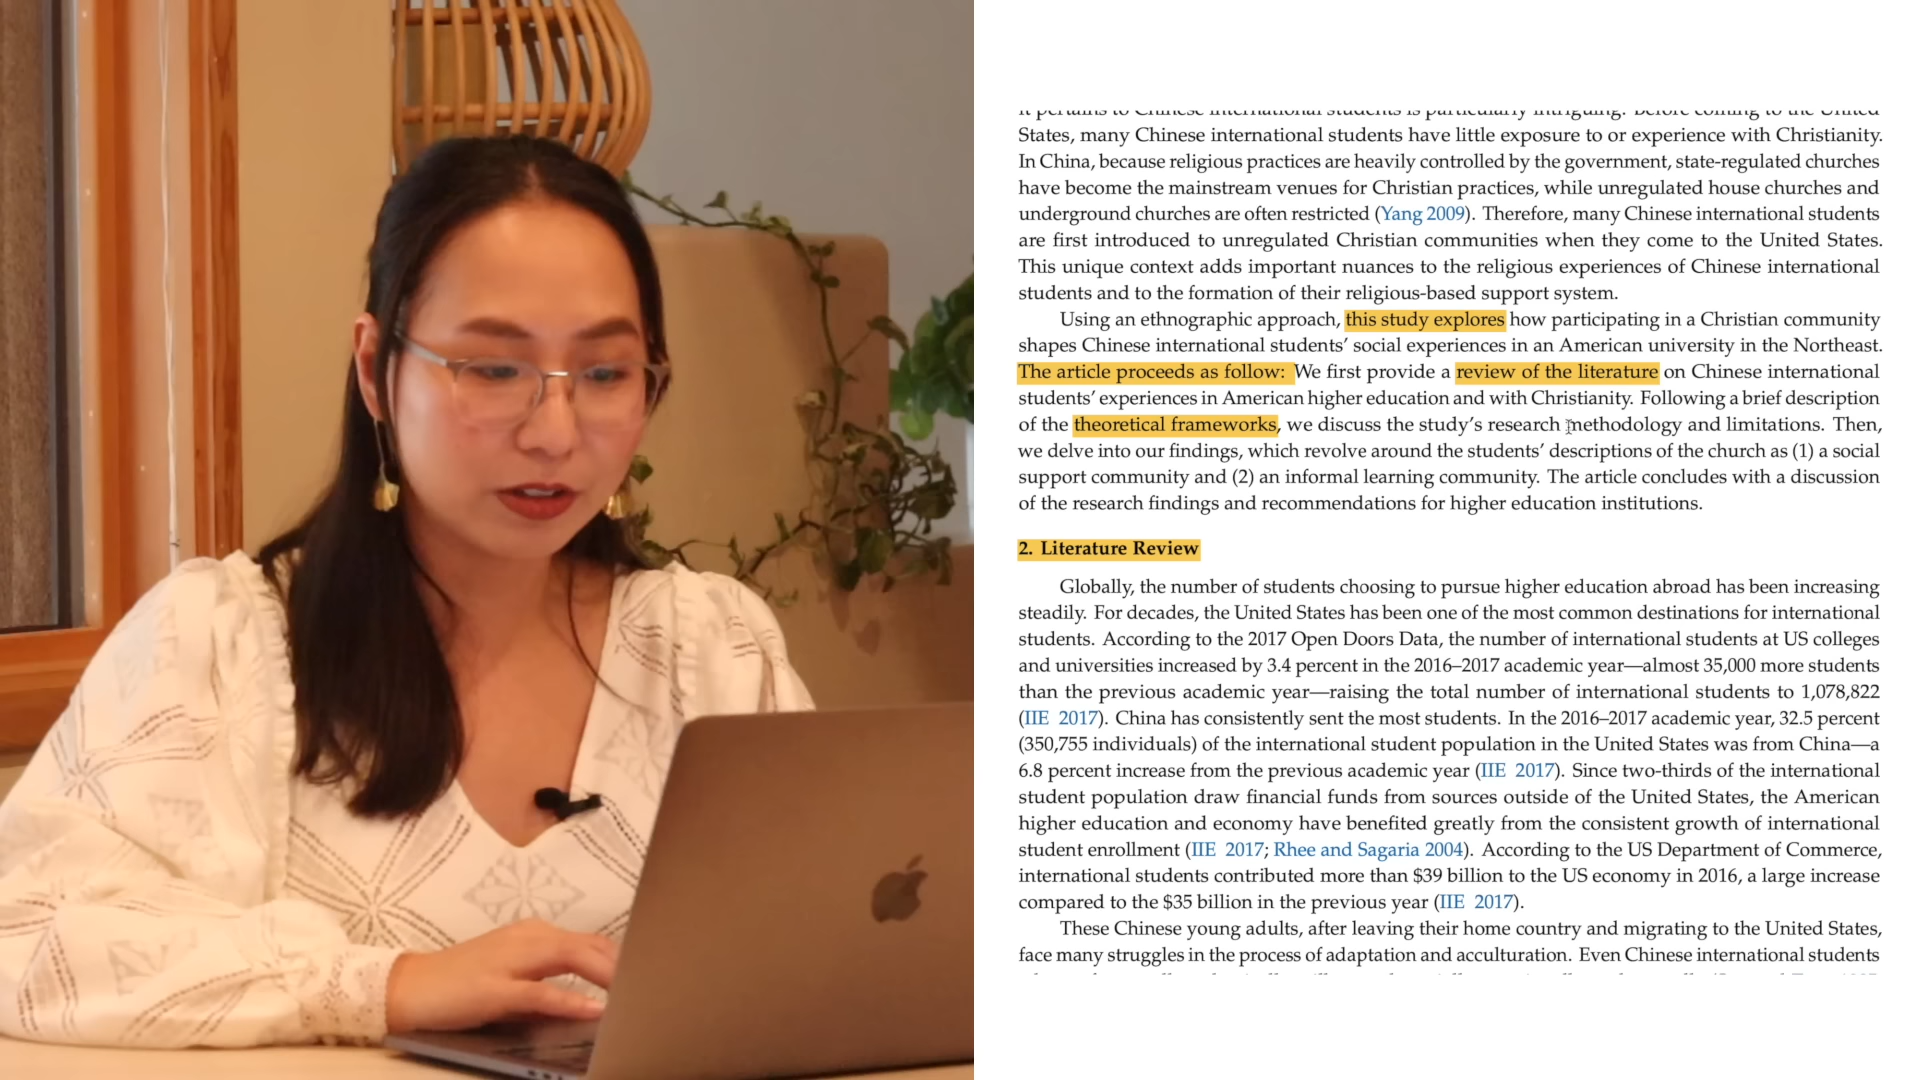 it pertains to Chinese international students is particularly intriguing. Before coming to the United
States, many Chinese international students have little exposure to or experience with Christianity.
In China, because religious practices are heavily controlled by the government, state-regulated churches
have become the mainstream venues for Christian practices, while unregulated house churches and
underground churches are often restricted (Yang 2009). Therefore, many Chinese international students
are first introduced to unregulated Christian communities when they come to the United States.
This unique context adds important nuances to the religious experiences of Chinese international
students and to the formation of their religious-based support system.
Using an ethnographic approach, this study explores how participating in a Christian community
shapes Chinese international students' social experiences in an American university in the Northeast.
The article proceeds as follow: We first provide a review of the literature on Chinese international
students' experiences in American higher education and with Christianity. Following a brief description
of the theoretical frameworks, we discuss the study's research methodology and limitations. Then,
we delve into our findings, which revolve around the students' descriptions of the church as (1) a social
support community and (2) an informal learning community. The article concludes with a discussion
of the research findings and recommendations for higher education institutions.
2. Literature Review
Globally, the number of students choosing to pursue higher education abroad has been increasing
steadily. For decades, the United States has been one of the most common destinations for international
students. According to the 2017 Open Doors Data, the number of international students at US colleges
and universities increased by 3.4 percent in the 2016–2017 academic year—almost 35,000 more students
than the previous academic year—raising the total number of international students to 1,078,822
(IIE 2017). China has consistently sent the most students. In the 2016–2017 academic year, 32.5 percent
(350,755 individuals) of the international student population in the United States was from China—a
6.8 percent increase from the previous academic year (IIE 2017). Since two-thirds of the international
student population draw financial funds from sources outside of the United States, the American
higher education and economy have benefited greatly from the consistent growth of international
student enrollment (IIE 2017; Rhee and Sagaria 2004). According to the US Department of Commerce,
international students contributed more than $39 billion to the US economy in 2016, a large increase
compared to the $35 billion in the previous year (IIE 2017).
These Chinese young adults, after leaving their home country and migrating to the United States,
face many struggles in the process of adaptation and acculturation. Even Chinese international students